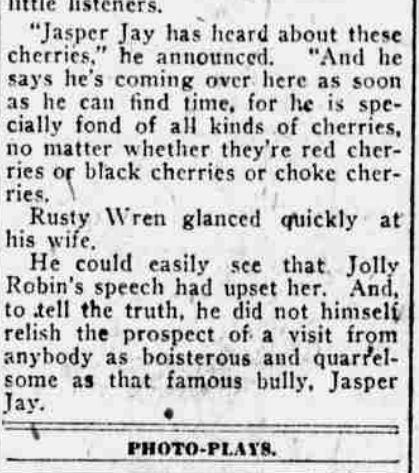 little listeners.
"Jasper Jay has heard about these
cherries," he announced. "And he
says he's coming over here as soon
as he can find time, for he is spe-
cially fond of all kinds of cherries,
no matter whether they're red cher-
ries or black cherries or choke cher-
ries.
Rusty Wren glanced quickly at
his wife.
He could easily see that Jolly
Robin's speech had upset her. And,
to tell the truth, he did not himself
relish the prospect of a visit from
anybody as boisterous and quarrel-
some as that famous bully, Jasper
Jay.
PHOTO-PLAYS.